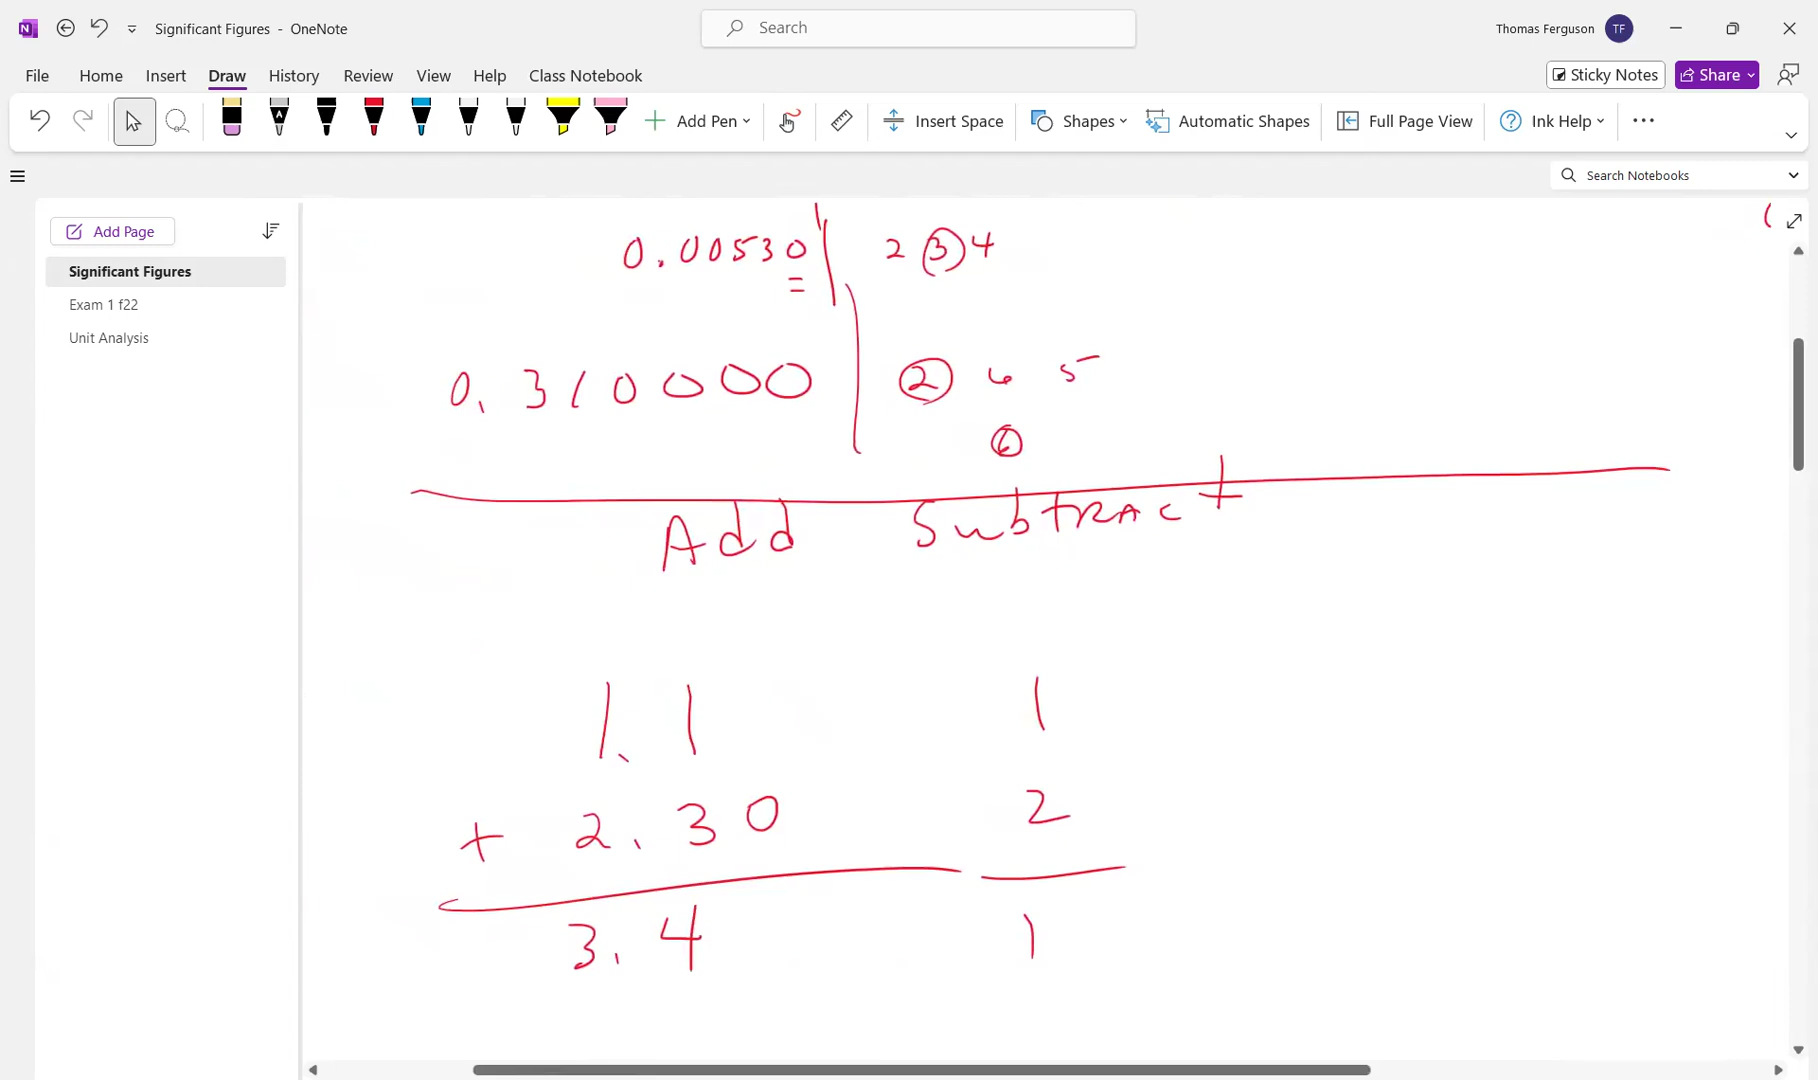 Significant Figures - OneNote
Search
Thomas Ferguson TF
File Home Insert Draw History Review View Help Class Notebook
Sticky Notes Share
A
Add Pen Insert Space Shapes Automatic Shapes Full Page View Ink Help
Search Notebooks
Add Page
Significant Figures
Exam 1 f22
Unit Analysis
0.00530 2 3 4
0.310000 2 6 5
6
Add Subtract
1.1 1
+ 2.30 2
3.4 1